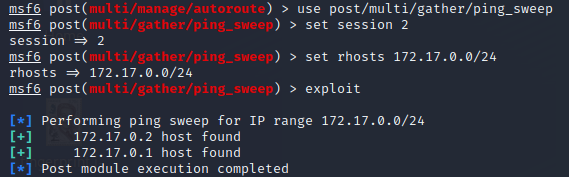 msf6 post(multi/manage/autoroute) > use post/multi/gather/ping_sweep
msf6 post(multi/gather/ping_sweep) > set session 2
session => 2
msf6 post(multi/gather/ping_sweep) > set rhosts 172.17.0.0/24
rhosts => 172.17.0.0/24
msf6 post(multi/gather/ping_sweep) > exploit

[*] Performing ping sweep for IP range 172.17.0.0/24
[+]     172.17.0.2 host found
[+]     172.17.0.1 host found
[*] Post module execution completed